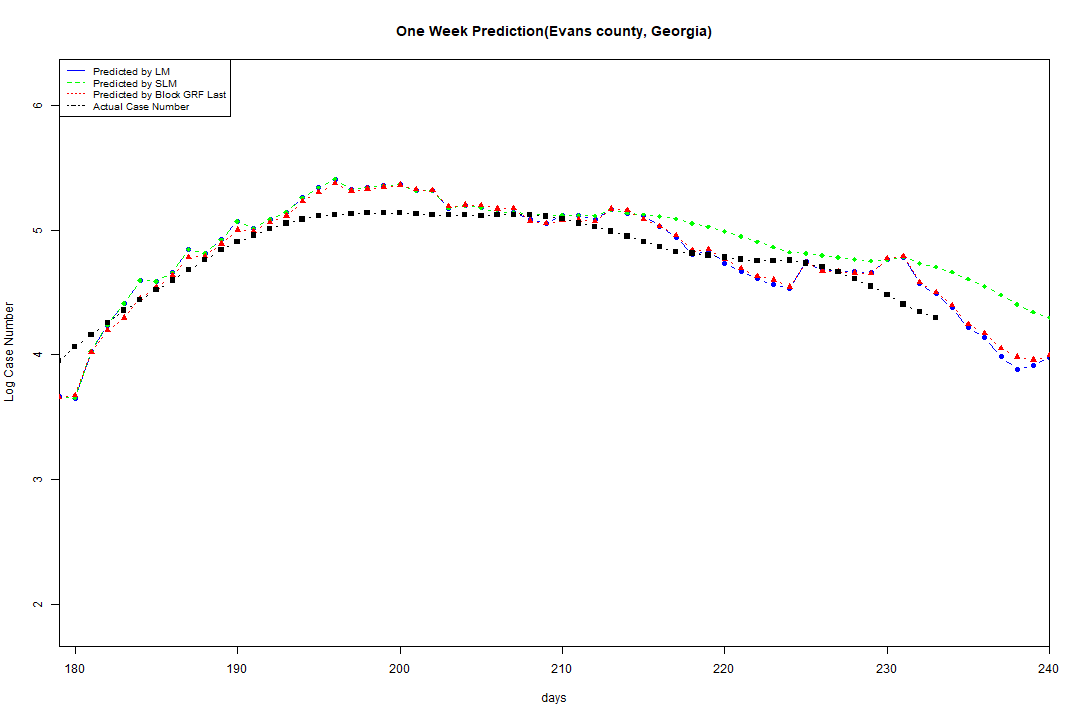 One Week Prediction(Evans county, Georgia)
Predicted by LM
Predicted by SLM
Predicted by Block GRF Last
Actual Case Number
6
5
4
3
2
Log Case Number
180 190 200 210 220 230 240
days